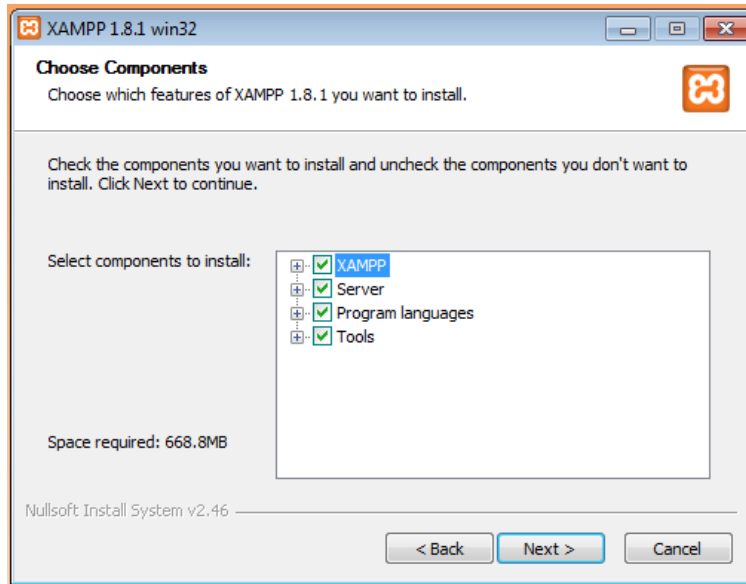 XAMPP 1.8.1 win32
Choose Components
Choose which features of XAMPP 1.8.1 you want to install.
Check the components you want to install and uncheck the components you don't want to
install. Click Next to continue.
Select components to install:
XAMPP
Server
Program languages
Tools
Space required: 668.8MB
Nullsoft Install System v2.46
< Back
Next >
Cancel